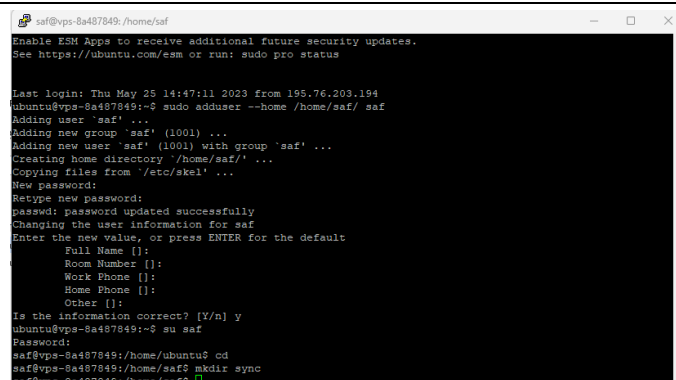 saf@vps-8a487849: /home/saf
Enable ESM Apps to receive additional future security updates.
See https://ubuntu.com/esm or run: sudo pro status
Last login: Thu May 25 14:47:11 2023 from 195.76.203.194
ubuntu@vps-8a487849:~$ sudo adduser --home /home/saf/ saf
Adding user `saf' ...
Adding new group `saf' (1001) ...
Adding new user `saf' (1001) with group `saf' ...
Creating home directory `/home/saf/' ...
Copying files from `/etc/skel' ...
New password:
Retype new password:
passwd: password updated successfully
Changing the user information for saf
Enter the new value, or press ENTER for the default
Full Name []:
Room Number []:
Work Phone []:
Home Phone []:
Other []:
Is the information correct? [Y/n] y
ubuntu@vps-8a487849:~$ su saf
Password:
saf@vps-8a487849:/home/ubuntu$ cd
saf@vps-8a487849:/home/saf$ mkdir sync
saf@vps-8a487849:/home/saf$